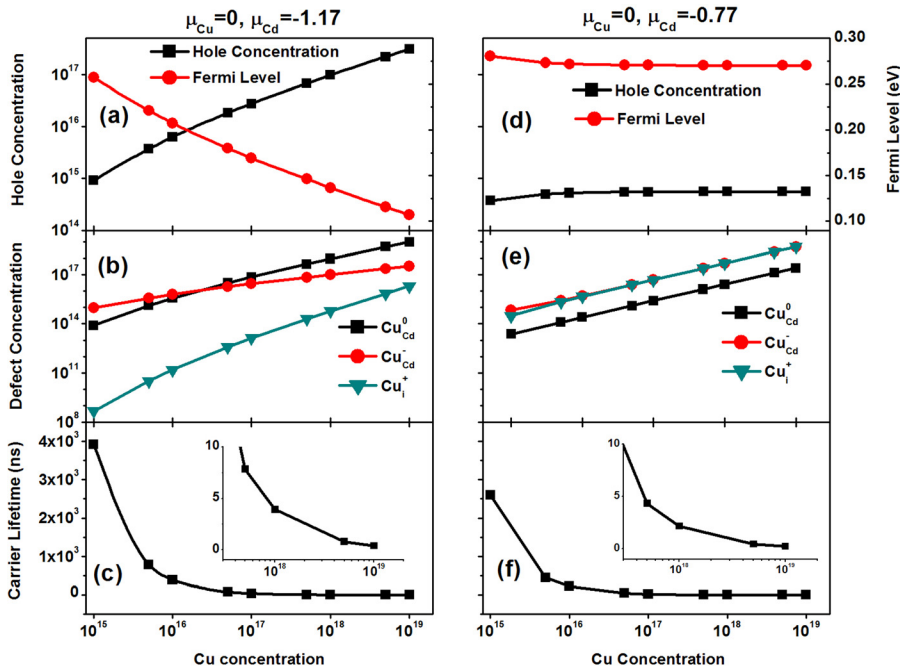 μCu=0, μCd=-1.17
μCu=0, μCd=-0.77
Hole Concentration
Fermi Level
(a)
Hole Concentration
10^17
10^16
10^15
10^14
Hole Concentration
Fermi Level
(d)
0.30
0.25
0.20
0.15
0.10
Fermi Level (eV)
(b)
Defect Concentration
10^17
10^14
10^11
10^8
Cu^0_Cd
Cu^-_Cd
Cu^+_i
(e)
Cu^0_Cd
Cu^-_Cd
Cu^+_i
Carrier Lifetime (ns)
4x10^3
3x10^3
2x10^3
1x10^3
0
(c)
10
5
0
10^18
10^19
(f)
10
5
0
10^18
10^19
10^15
10^16
10^17
10^18
10^19
Cu concentration
10^15
10^16
10^17
10^18
10^19
Cu Concentration